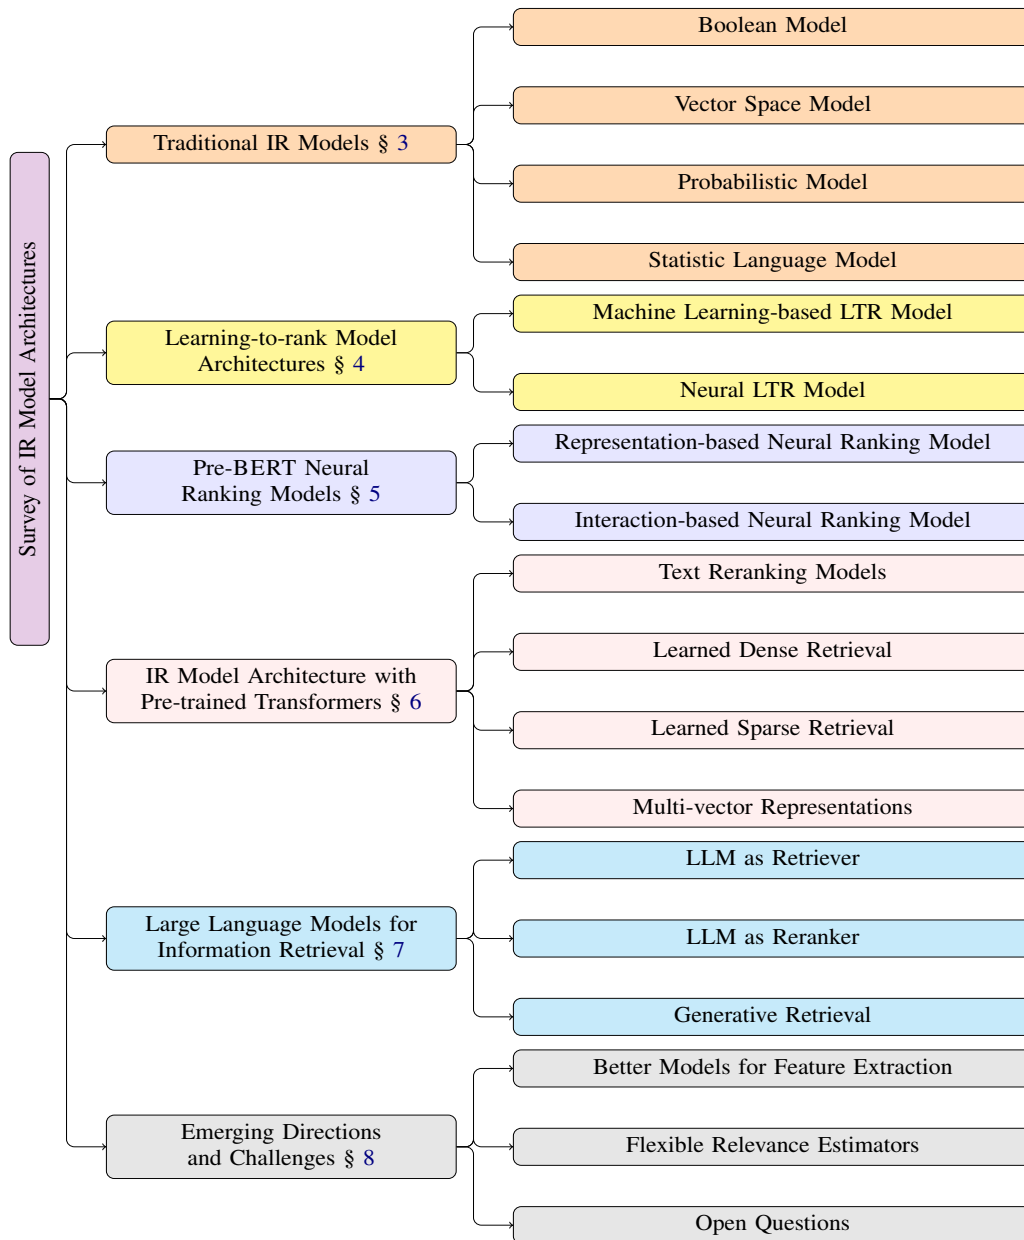 Survey of IR Model Architectures
Traditional IR Models § 3
Boolean Model
Vector Space Model
Probabilistic Model
Statistic Language Model
Learning-to-rank Model
Architectures § 4
Machine Learning-based LTR Model
Neural LTR Model
Pre-BERT Neural
Ranking Models § 5
Representation-based Neural Ranking Model
Interaction-based Neural Ranking Model
IR Model Architecture with
Pre-trained Transformers § 6
Text Reranking Models
Learned Dense Retrieval
Learned Sparse Retrieval
Multi-vector Representations
Large Language Models for
Information Retrieval § 7
LLM as Retriever
LLM as Reranker
Generative Retrieval
Emerging Directions
and Challenges § 8
Better Models for Feature Extraction
Flexible Relevance Estimators
Open Questions